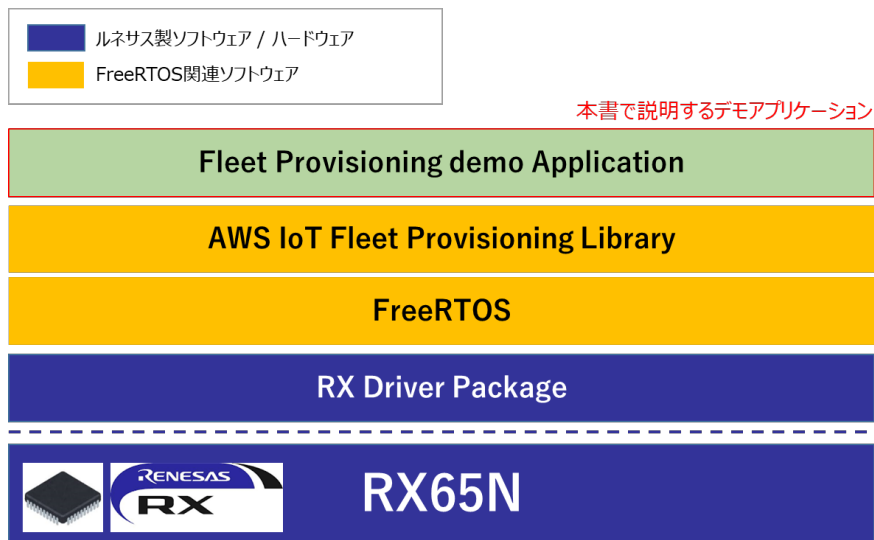 ルネサス製ソフトウェア / ハードウェア
FreeRTOS関連ソフトウェア
本書で説明するデモアプリケーション
Fleet Provisioning demo Application
AWS IoT Fleet Provisioning Library
FreeRTOS
RX Driver Package
RENESAS
RX
RX65N